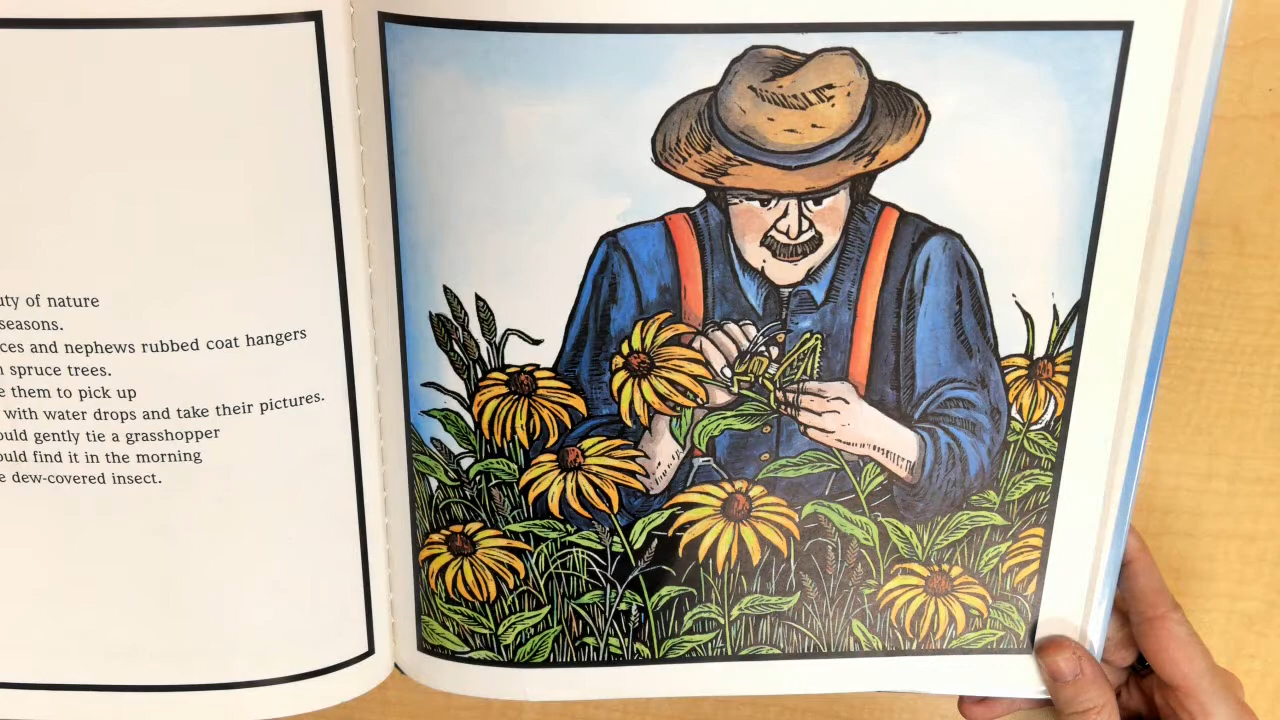 uty of nature
seasons.
ces and nephews rubbed coat hangers
n spruce trees.
e them to pick up
with water drops and take their pictures.
ould gently tie a grasshopper
ould find it in the morning
e dew-covered insect.